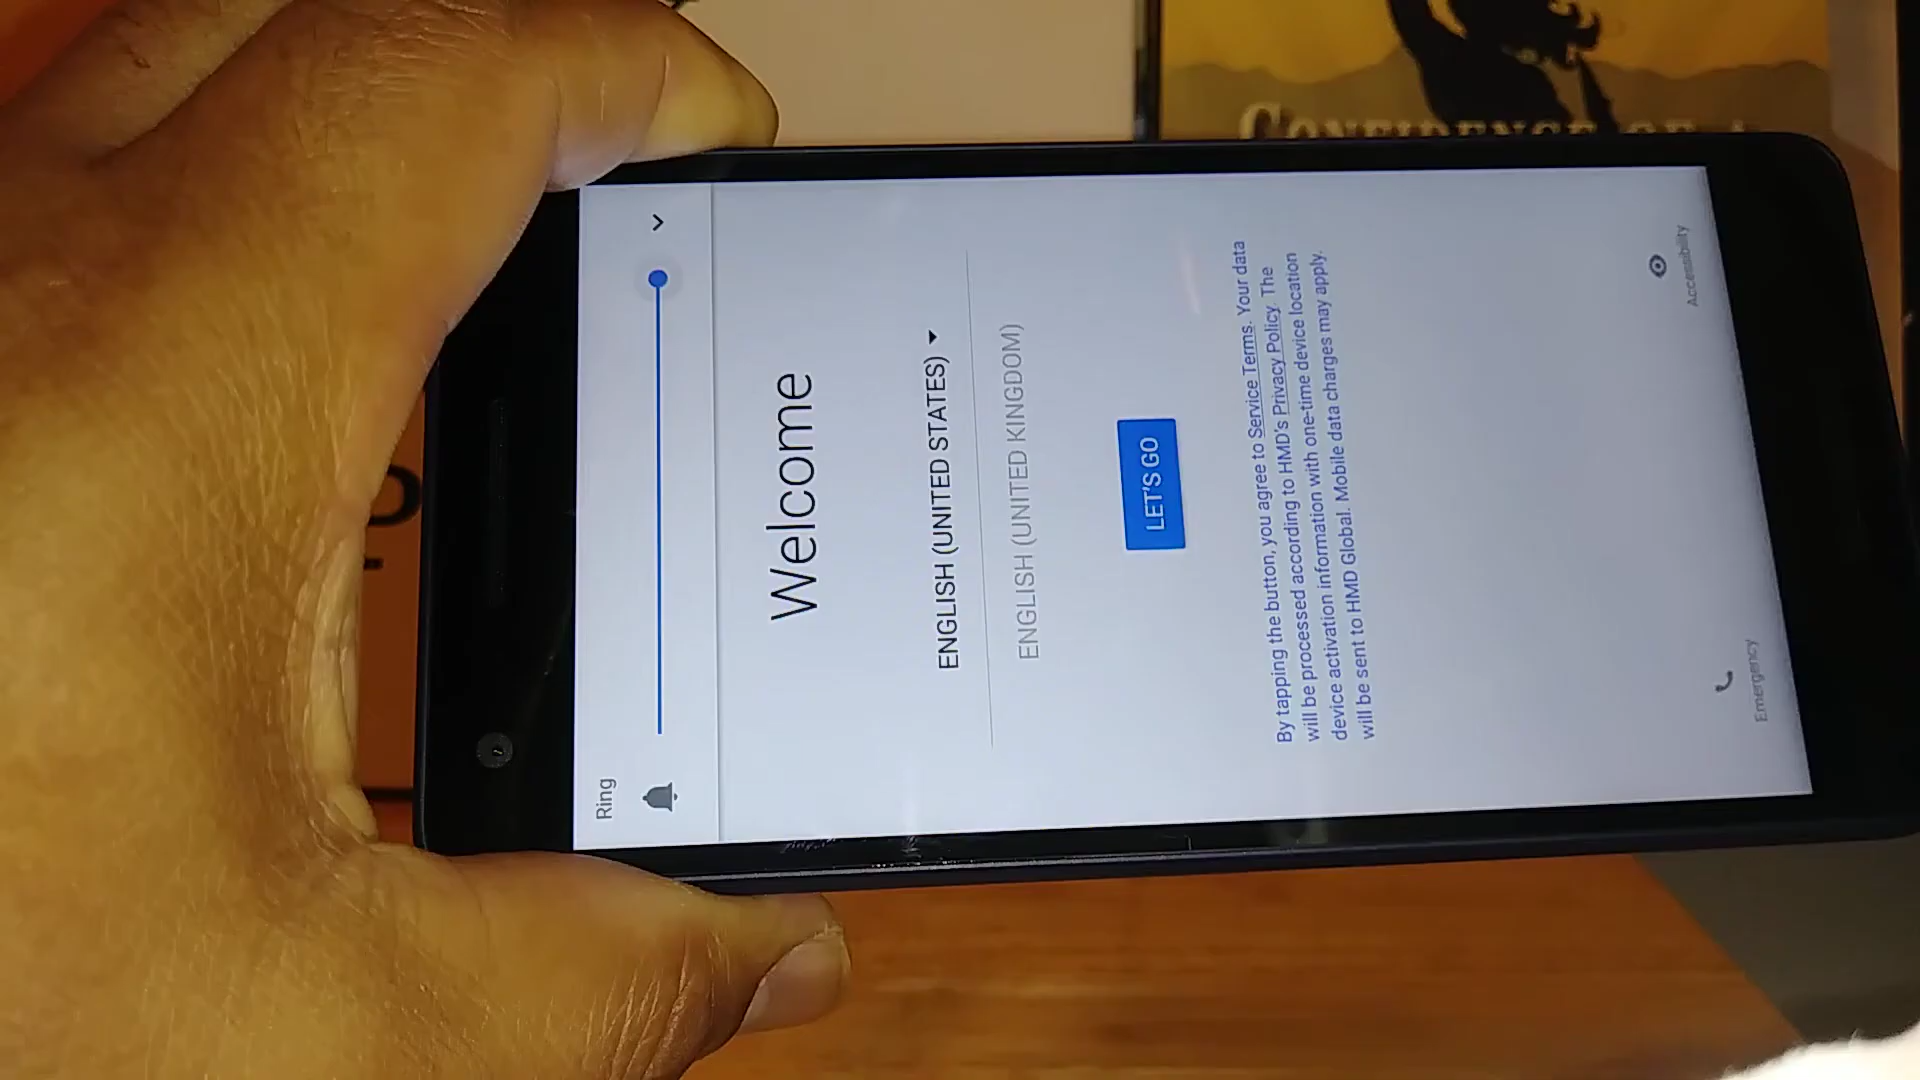 CONFIDENCE OF A
Ring
Welcome
ENGLISH (UNITED STATES)
ENGLISH (UNITED KINGDOM)
LET'S GO
By tapping the button, you agree to Service Terms. Your data
will be processed according to HMD's Privacy Policy. The
device activation information with one-time device location
will be sent to HMD Global. Mobile data charges may apply.
Emergency
Accessibility